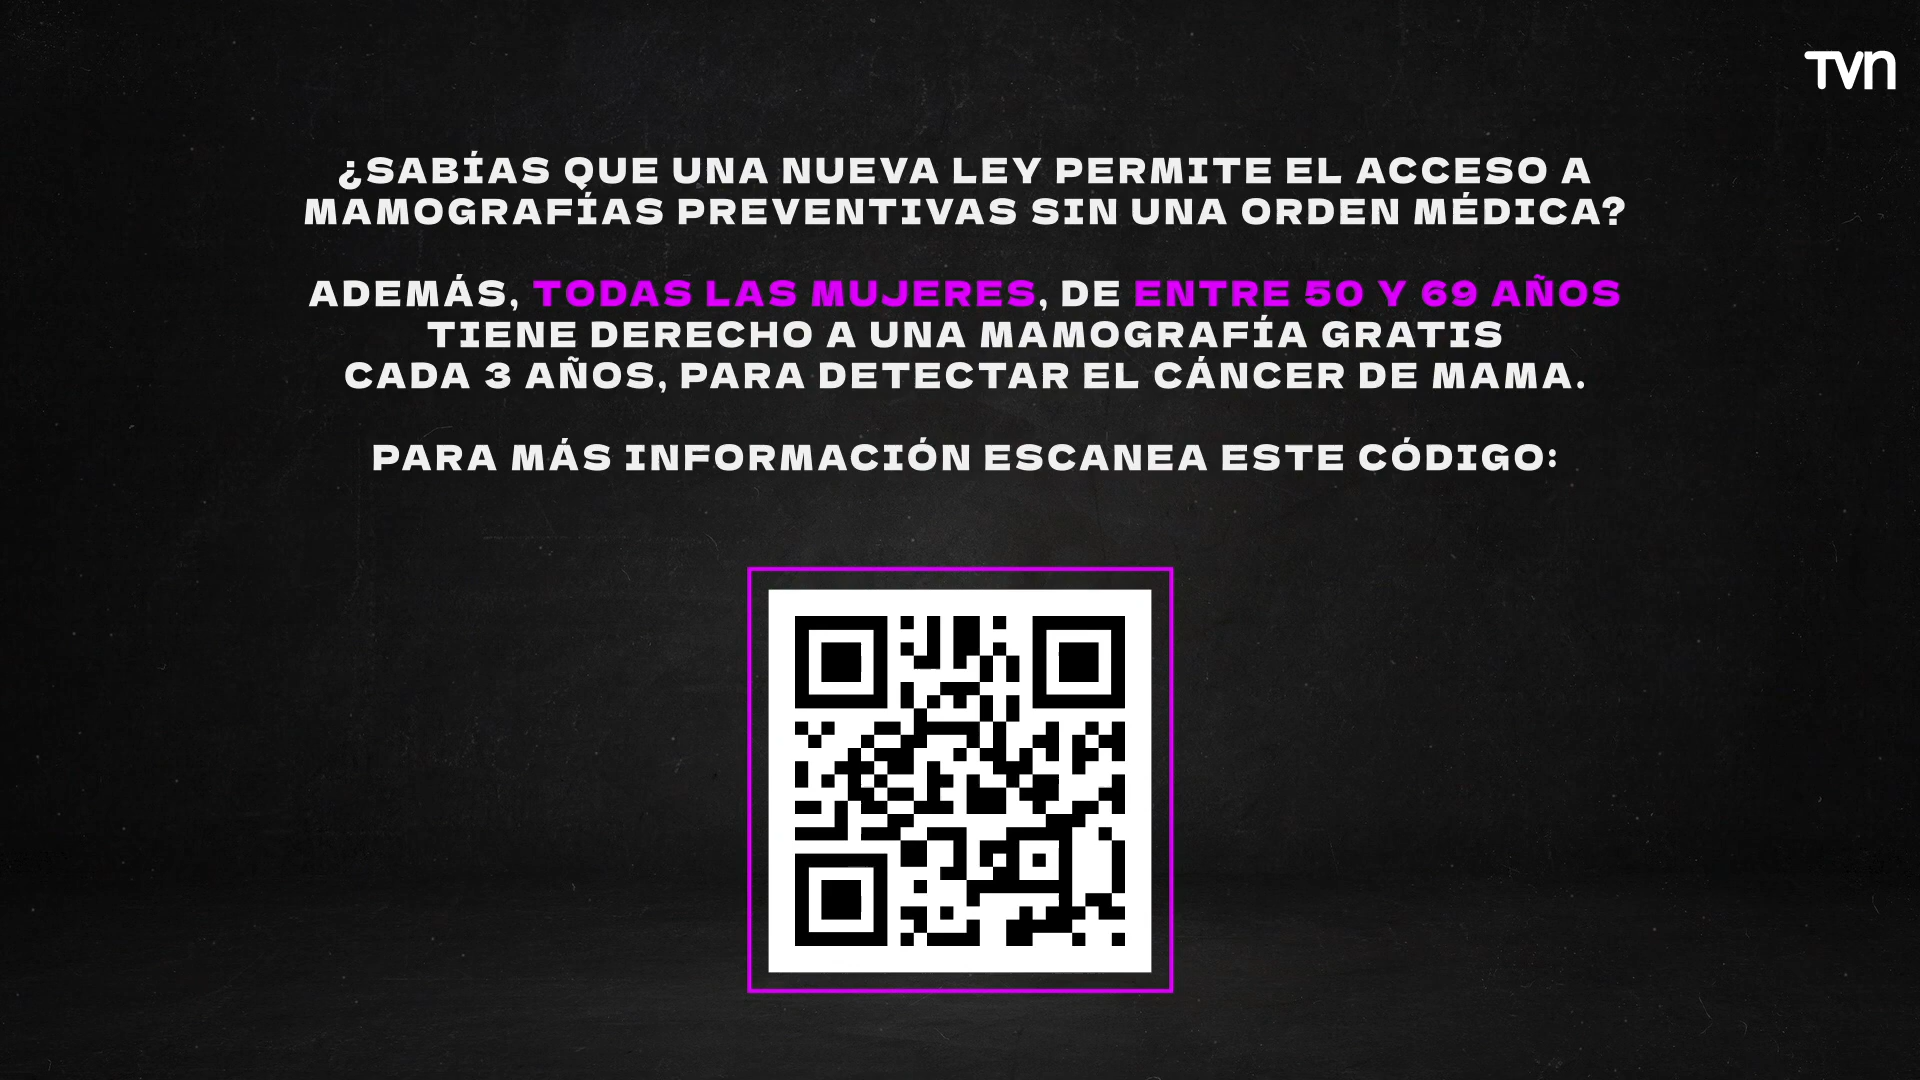 TVN
¿SABÍAS QUE UNA NUEVA LEY PERMITE EL ACCESO A
MAMOGRAFÍAS PREVENTIVAS SIN UNA ORDEN MÉDICA?
ADEMÁS, TODAS LAS MUJERES, DE ENTRE 50 Y 69 AÑOS
TIENE DERECHO A UNA MAMOGRAFÍA GRATIS
CADA 3 AÑOS, PARA DETECTAR EL CÁNCER DE MAMA.
PARA MÁS INFORMACIÓN ESCANEA ESTE CÓDIGO: